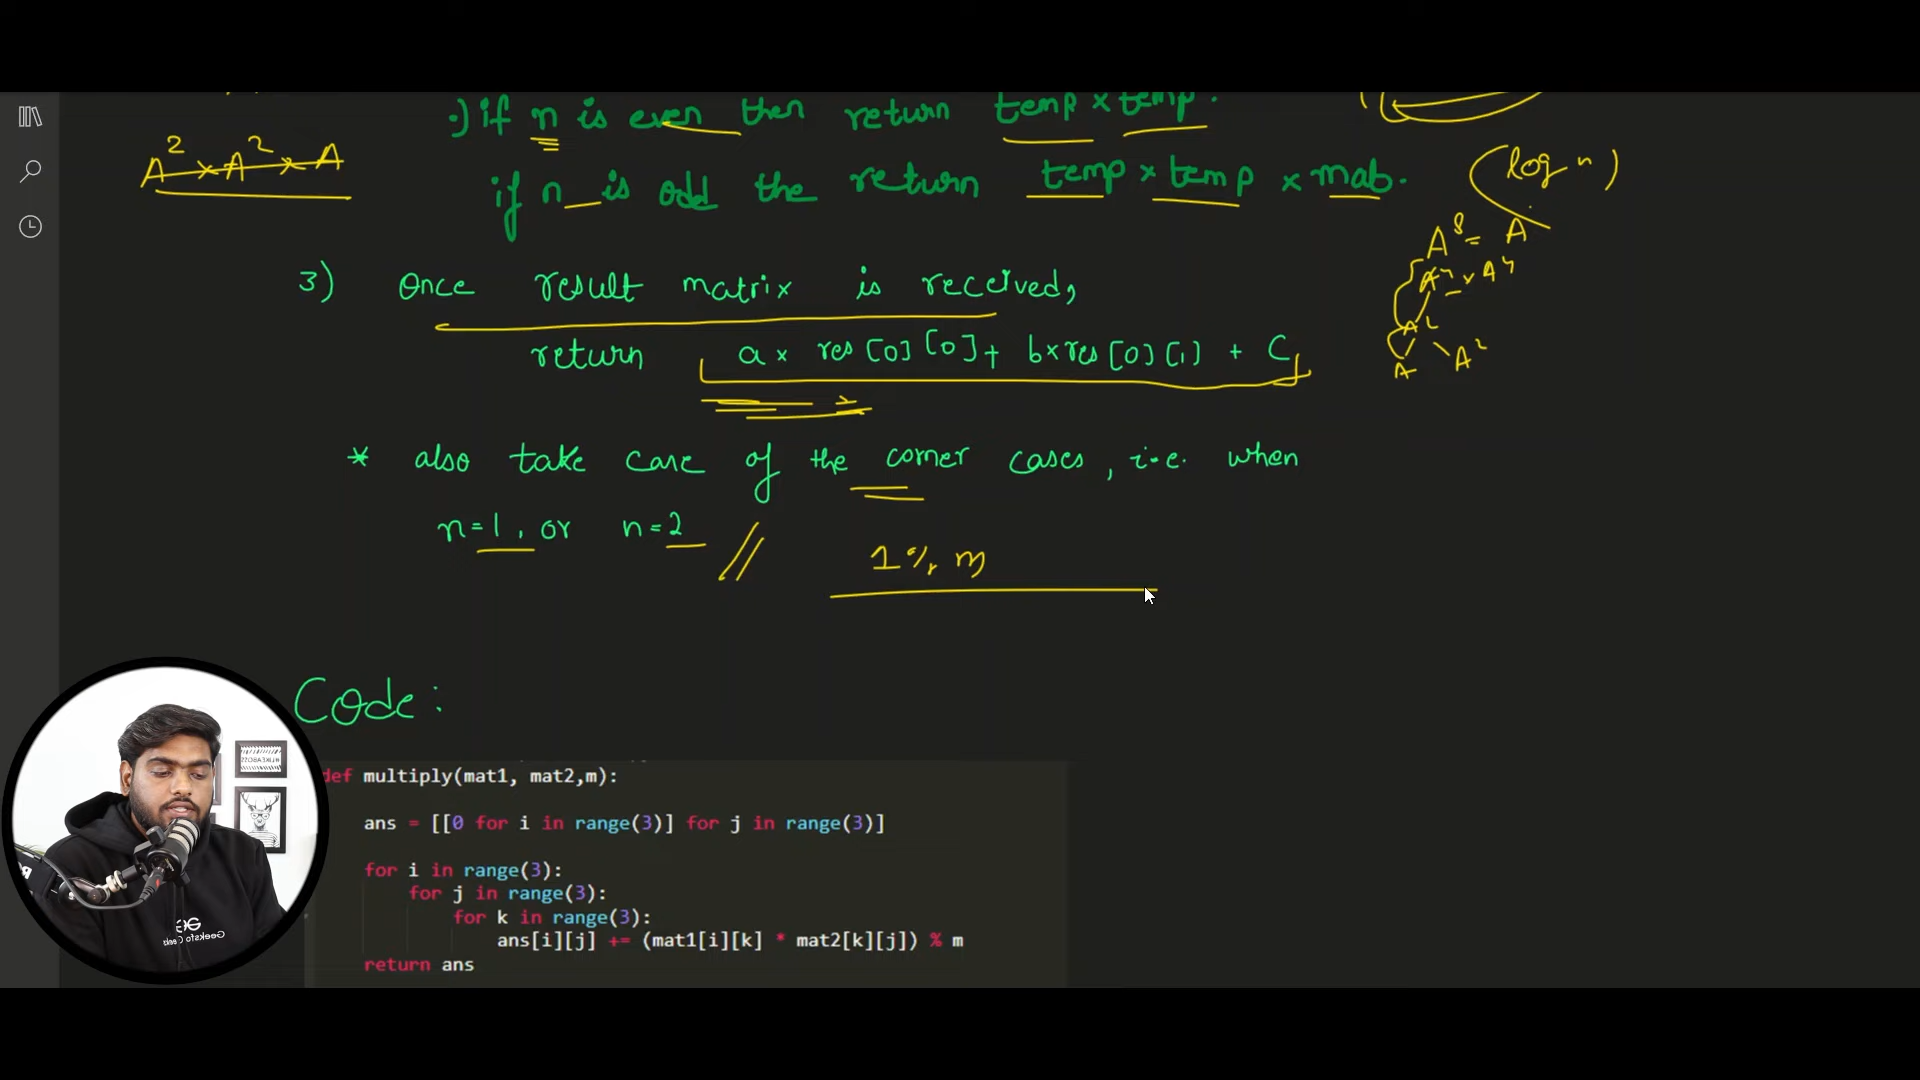 ·) if n is even then return temp × temp.
A² × A² × A
if n is odd the return temp × temp × mab.
(log n)
A⁸ = A
3) Once result matrix is received,
A⁴ × A⁴
return a × res[0][0] + b × res[0][1] + C
A²
A A²
* also take care of the corner cases, i.e. when
n=1, or n=2
1 % m
Code:
def multiply(mat1, mat2,m):
ans = [[0 for i in range(3)] for j in range(3)]
for i in range(3):
for j in range(3):
for k in range(3):
ans[i][j] += (mat1[i][k] * mat2[k][j]) % m
return ans